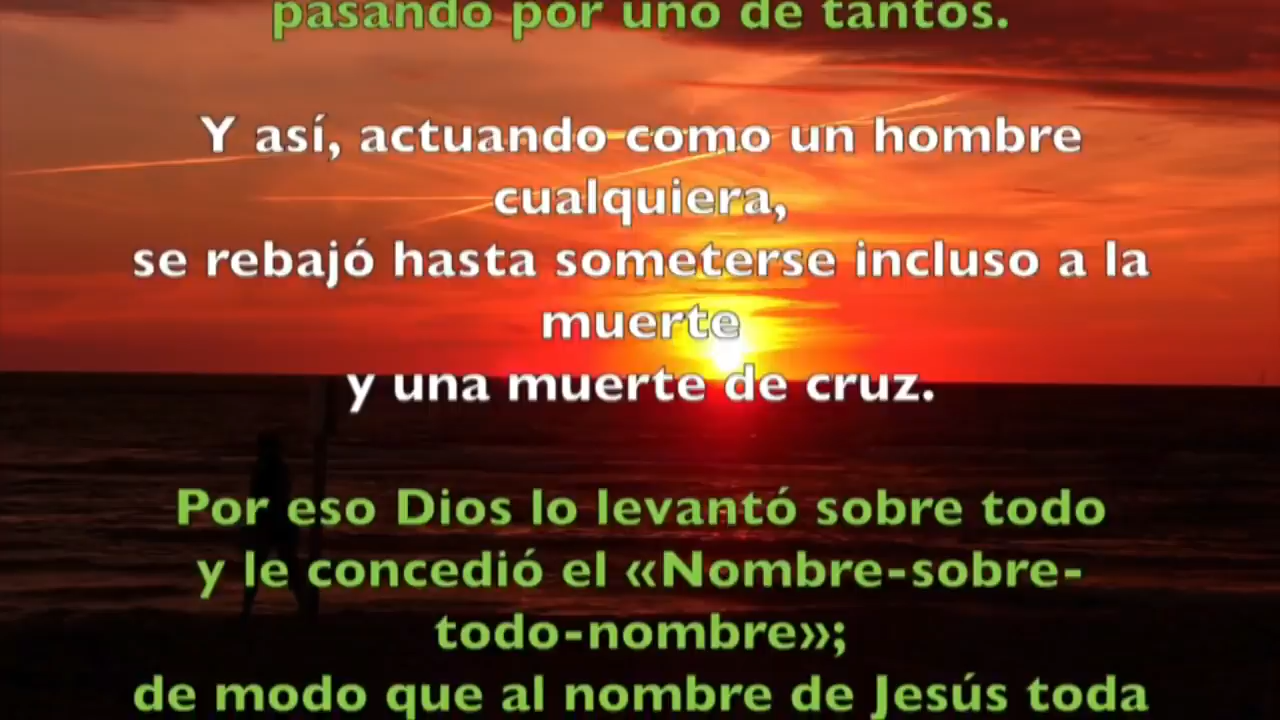 pasando por uno de tantos.
Y así, actuando como un hombre
cualquiera,
se rebajó hasta someterse incluso a la
muerte
y una muerte de cruz.
Por eso Dios lo levantó sobre todo
y le concedió el «Nombre-sobre-
todo-nombre»;
de modo que al nombre de Jesús toda